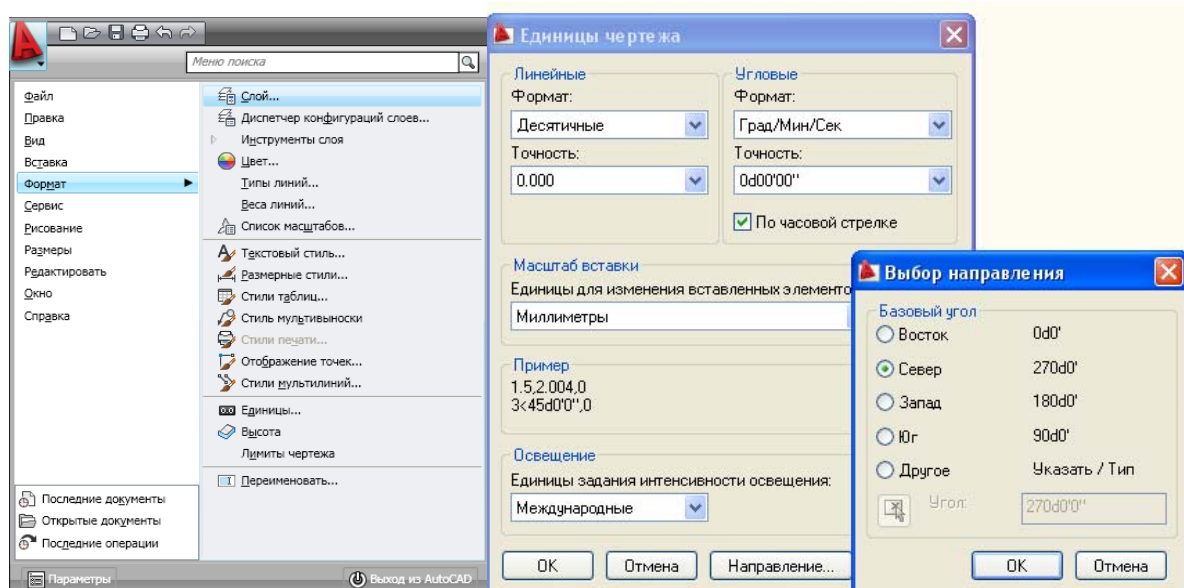 Меню поиска
Файл
Правка
Вид
Вставка
Формат
Сервис
Рисование
Размеры
Редактировать
Окно
Справка
Последние документы
Открытые документы
Последние операции
Слой...
Диспетчер конфигураций слоев...
Инструменты слоя
Цвет...
Типы линий...
Веса линий...
Список масштабов...
Текстовый стиль...
Размерные стили...
Стили таблиц...
Стиль мультивыноски
Стили печати...
Отображение точек...
Стили мультилиний...
Единицы...
Высота
Лимиты чертежа
Переименовать...
Параметры
Выход из AutoCAD
Единицы чертежа
Линейные
Формат:
Десятичные
Точность:
0.000
Угловые
Формат:
Град/Мин/Сек
Точность:
0d00'00"
По часовой стрелке
Масштаб вставки
Единицы для изменения вставленных элементо
Миллиметры
Пример
1.5,2.004,0
3<45d0'0",0
Освещение
Единицы задания интенсивности освещения:
Международные
OK
Отмена
Направление...
Выбор направления
Базовый угол
Восток 0d0'
Север 270d0'
Запад 180d0'
Юг 90d0'
Другое Указать / Тип
Угол: 270d0'0"
OK
Отмена